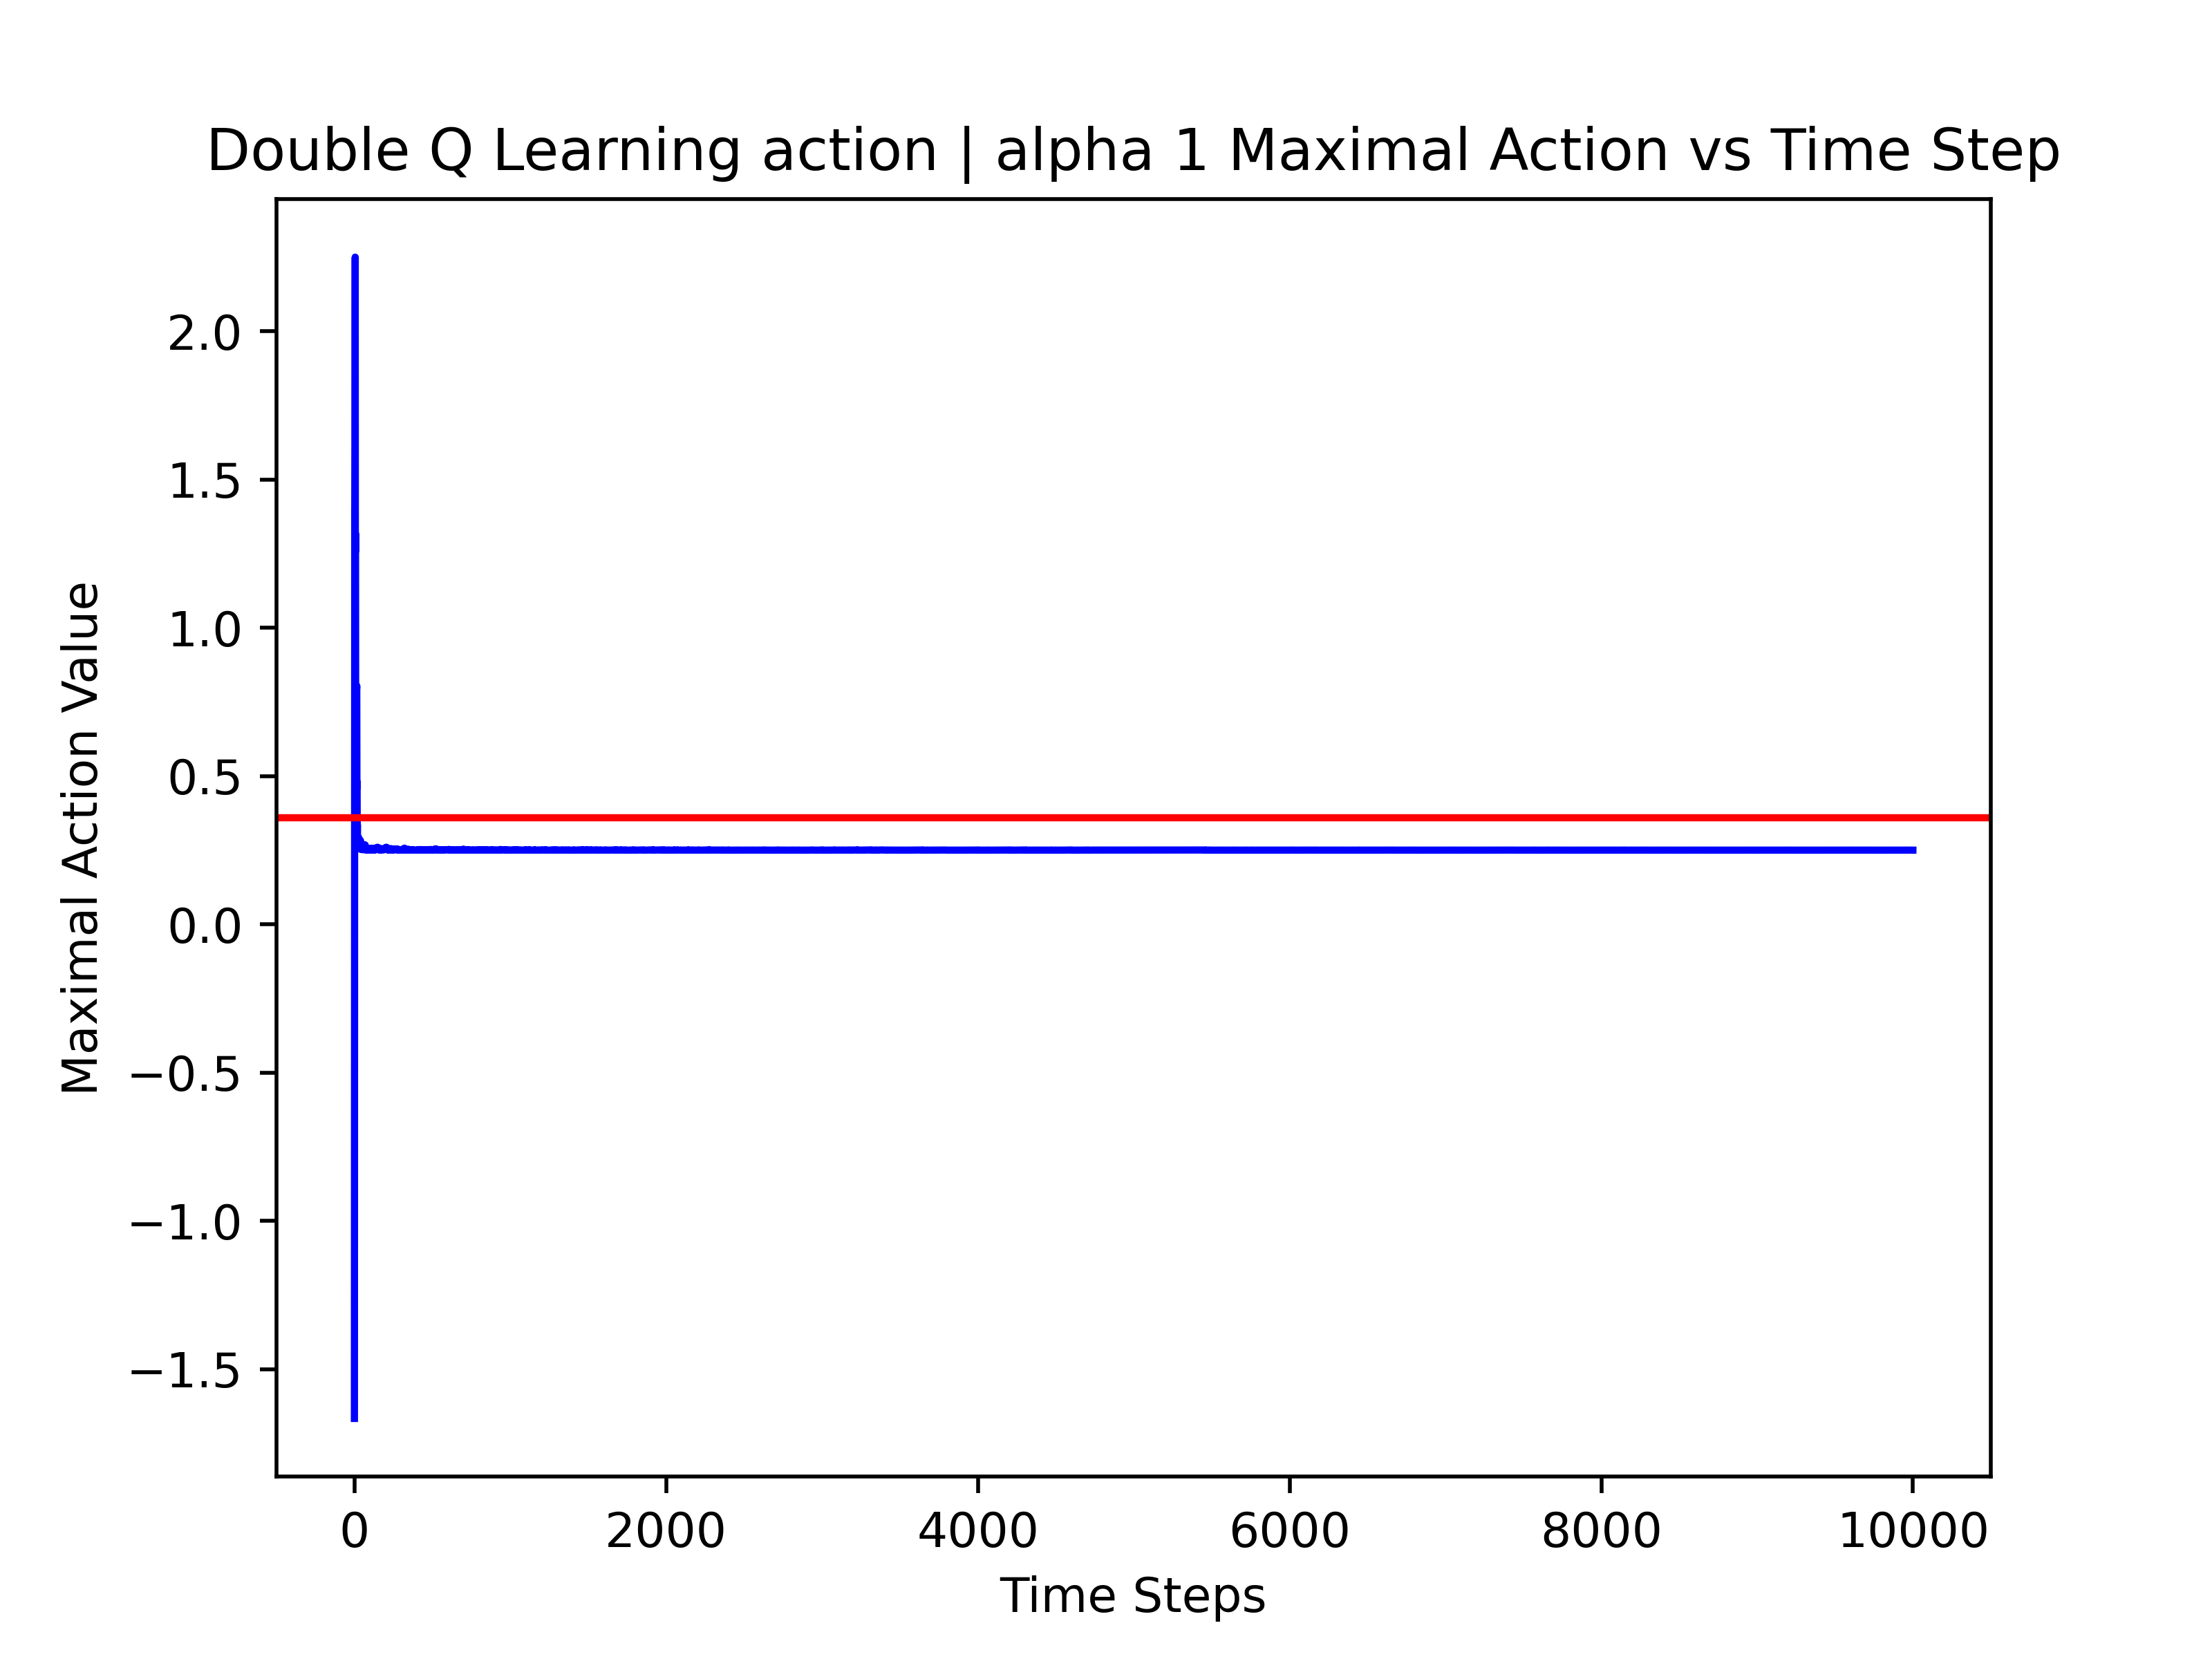 Double Q Learning action | alpha 1 Maximal Action vs Time Step
Maximal Action Value
2.0
1.5
1.0
0.5
0.0
−0.5
−1.0
−1.5
0 2000 4000 6000 8000 10000
Time Steps